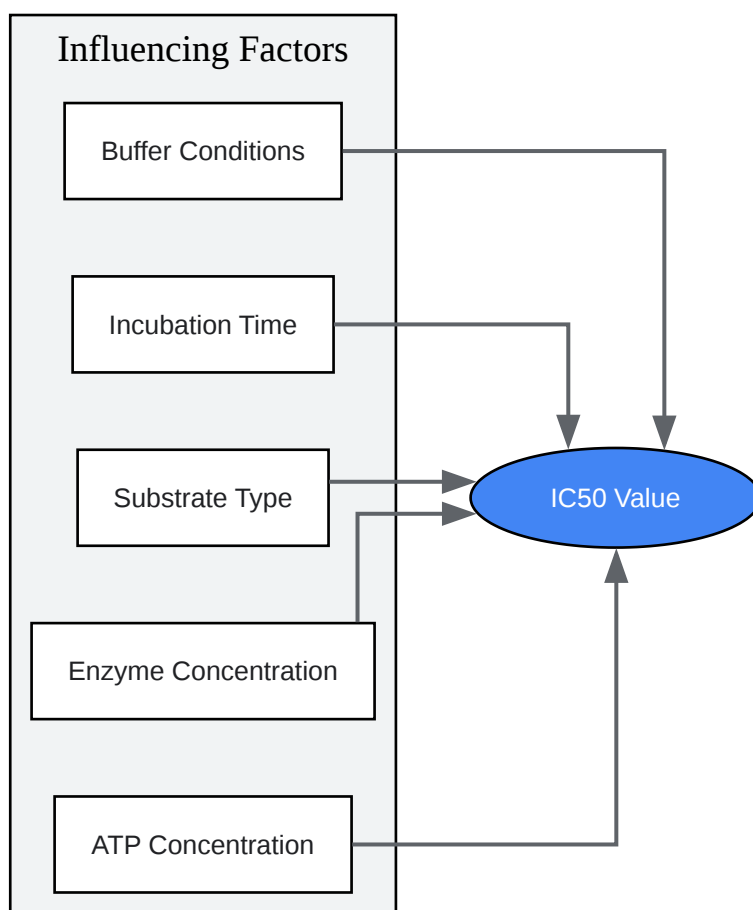 Influencing Factors
Buffer Conditions
Incubation Time
Substrate Type
IC50 Value
Enzyme Concentration
ATP Concentration